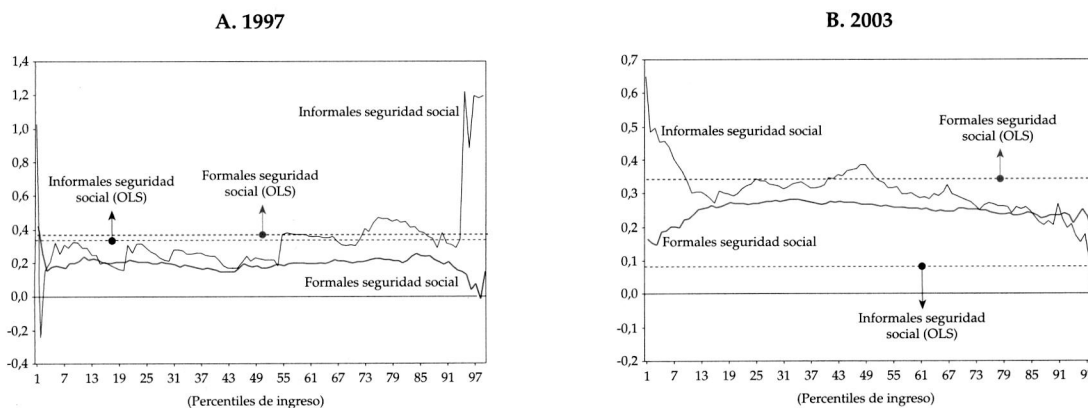 A. 1997
1,4
1,2
1,0
0,8
0,6
0,4
0,2
0,0
-0,2
-0,4
Informales seguridad social
Informales seguridad
social (OLS)
Formales seguridad
social (OLS)
Formales seguridad social
1 7 13 19 25 31 37 43 49 55 61 67 73 79 85 91 97
(Percentiles de ingreso)
B. 2003
0,7
0,6
0,5
0,4
0,3
0,2
0,1
0,0
-0,1
-0,2
Informales seguridad social
Formales seguridad
social (OLS)
Formales seguridad social
Informales seguridad
social (OLS)
1 7 13 19 25 31 37 43 49 55 61 67 73 79 85 91
(Percentiles de ingreso)